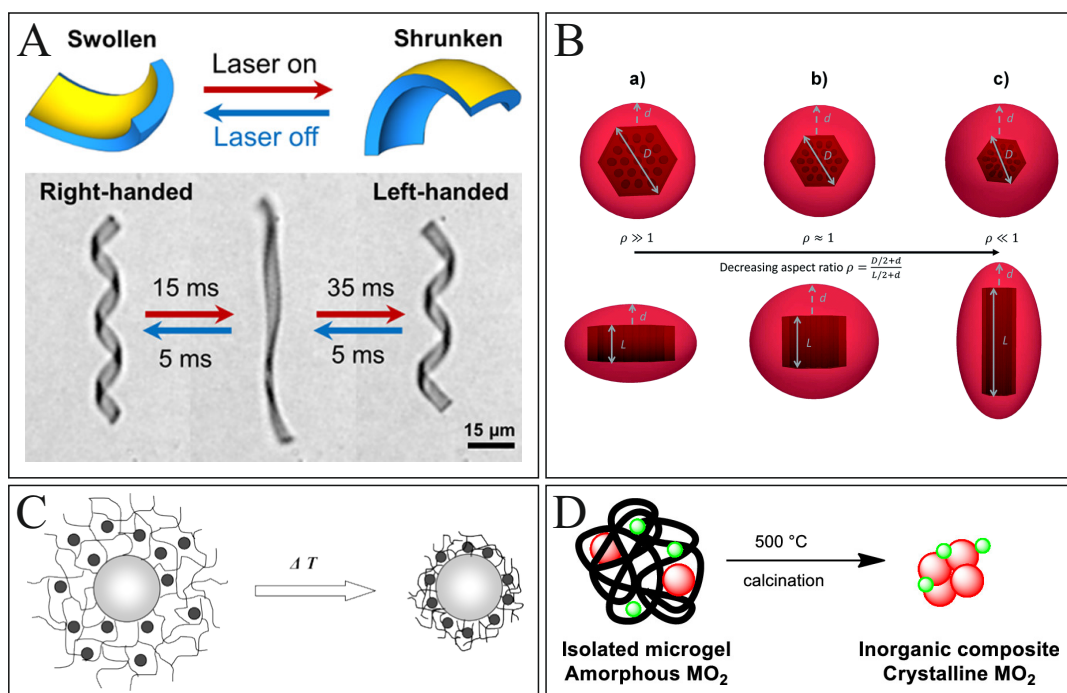 A
Swollen
Shrunken
Laser on
Laser off
Right-handed
Left-handed
15 ms
35 ms
5 ms
5 ms
15 µm
B
a)
b)
c)
d
d
d
D
D
D
ρ ≫ 1
ρ ≈ 1
ρ ≪ 1
Decreasing aspect ratio ρ = (D/2+d)/(L/2+d)
d
d
d
L
L
L
C
Δ T
D
500 °C
calcination
Isolated microgel
Amorphous MO₂
Inorganic composite
Crystalline MO₂